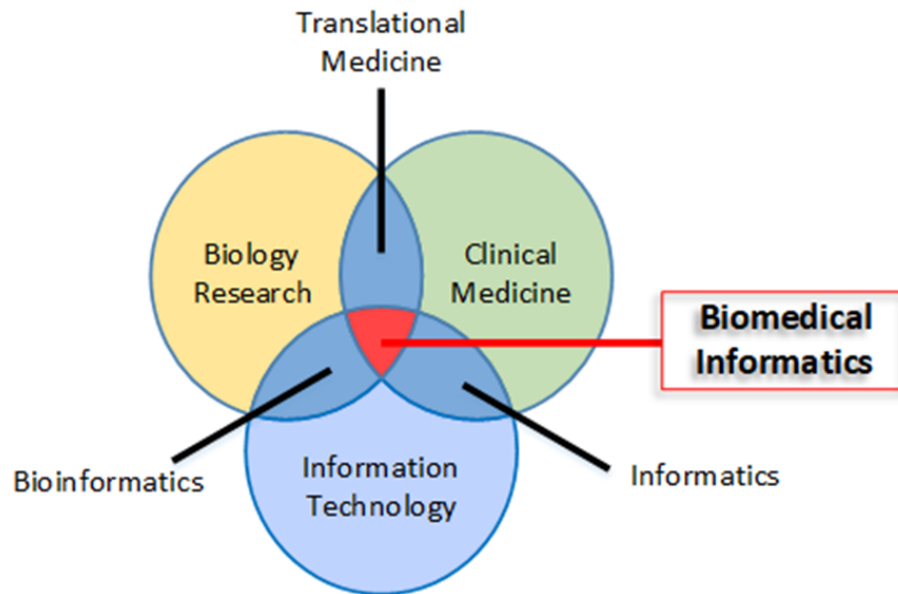 Translational
Medicine
Biology
Research
Clinical
Medicine
Biomedical
Informatics
Bioinformatics
Information
Technology
Informatics